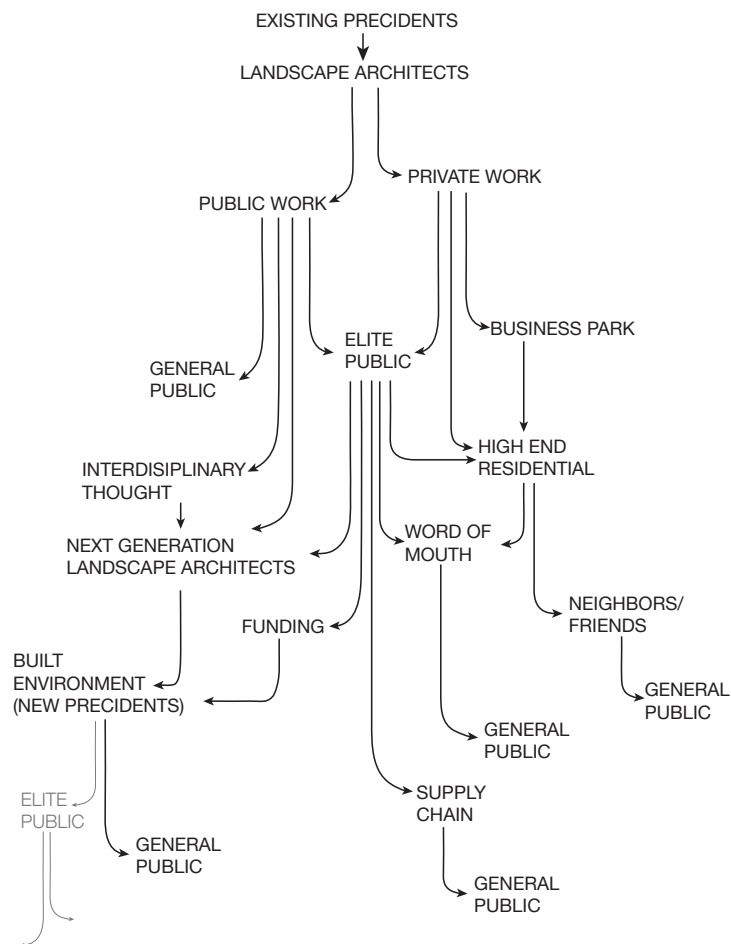 EXISTING PRECIDENTS
LANDSCAPE ARCHITECTS
PRIVATE WORK
PUBLIC WORK
BUSINESS PARK
ELITE
PUBLIC
GENERAL
PUBLIC
HIGH END
RESIDENTIAL
INTERDISIPLINARY
THOUGHT
WORD OF
MOUTH
NEXT GENERATION
LANDSCAPE ARCHITECTS
NEIGHBORS/
FRIENDS
FUNDING
BUILT
ENVIRONMENT
(NEW PRECIDENTS)
GENERAL
PUBLIC
GENERAL
PUBLIC
SUPPLY
CHAIN
ELITE
PUBLIC
GENERAL
PUBLIC
GENERAL
PUBLIC